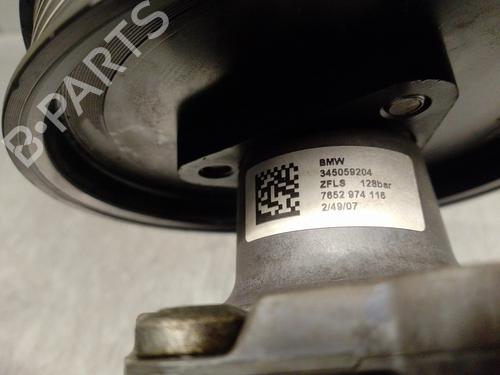 B-PARTS
BMW
345059204
ZFLS 128bar
7652 974 116
2/49/07